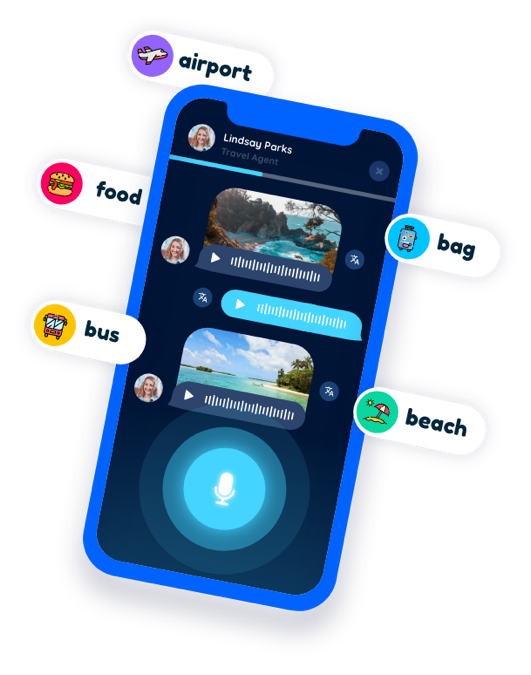 airport
Lindsay Parks
Travel Agent
food
bag
bus
beach